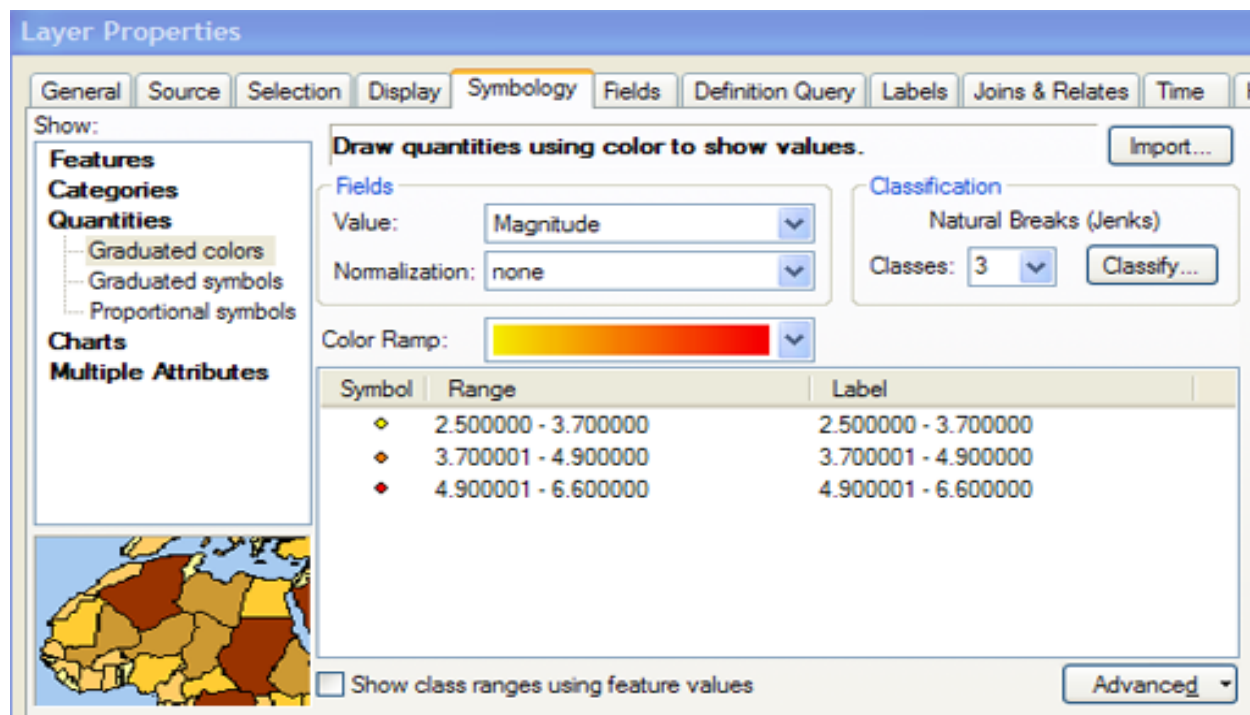 Layer Properties
General Source Selection Display Symbology Fields Definition Query Labels Joins & Relates Time
Show:
Features
Categories
Quantities
Graduated colors
Graduated symbols
Proportional symbols
Charts
Multiple Attributes
Draw quantities using color to show values.
Import...
Fields
Value: Magnitude
Normalization: none
Classification
Natural Breaks (Jenks)
Classes: 3 Classify...
Color Ramp:
Symbol Range Label
2.500000 - 3.700000 2.500000 - 3.700000
3.700001 - 4.900000 3.700001 - 4.900000
4.900001 - 6.600000 4.900001 - 6.600000
Show class ranges using feature values
Advanced